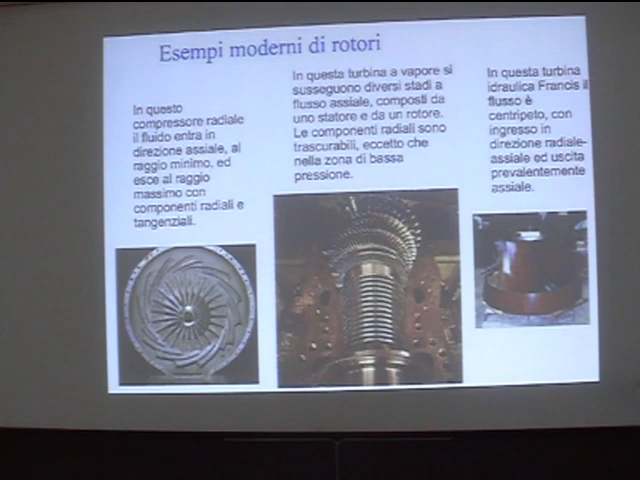 Esempi moderni di rotori
In questo
compressore radiale
il fluido entra in
direzione assiale, al
raggio minimo, ed
esce al raggio
massimo con
componenti radiali e
tangenziali.
In questa turbina a vapore si
susseguono diversi stadi a
flusso assiale, composti da
uno statore e da un rotore.
Le componenti radiali sono
trascurabili, eccetto che
nella zona di bassa
pressione.
In questa turbina
idraulica Francis il
flusso è
centripeto, con
ingresso in
direzione radiale-
assiale ed uscita
prevalentemente
assiale.